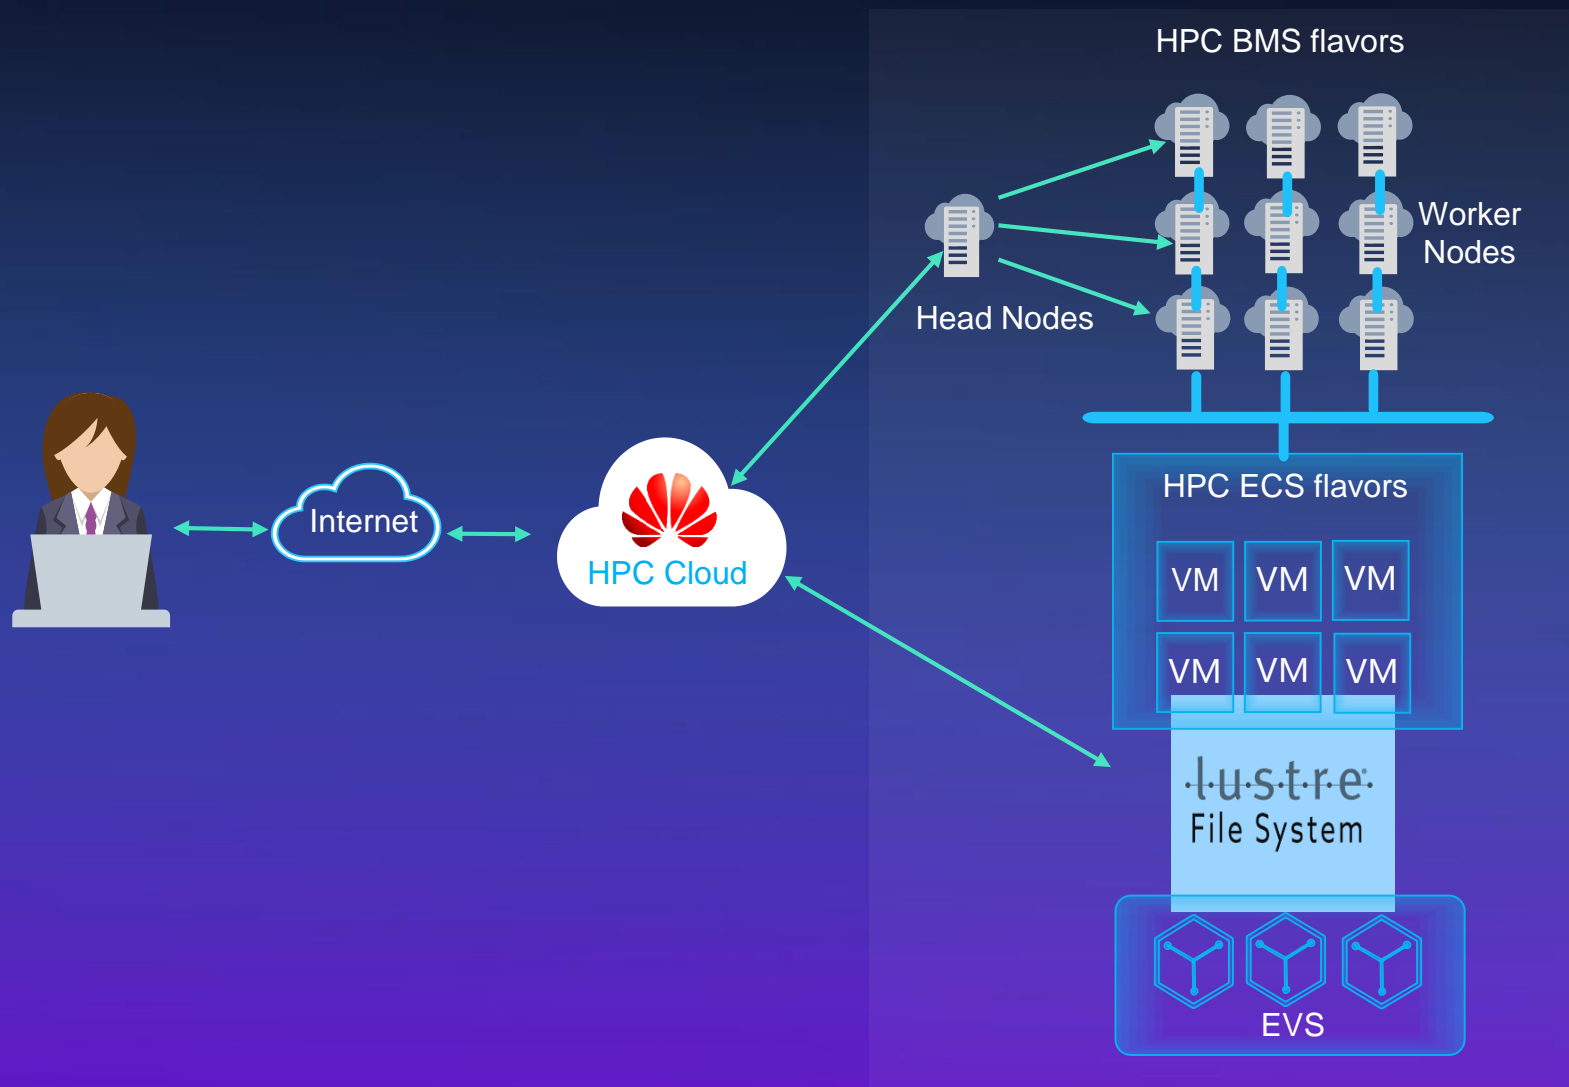 HPC BMS flavors
Worker
Nodes
Head Nodes
Internet
HPC Cloud
HPC ECS flavors
VM VM VM
VM VM VM
lustre
File System
EVS